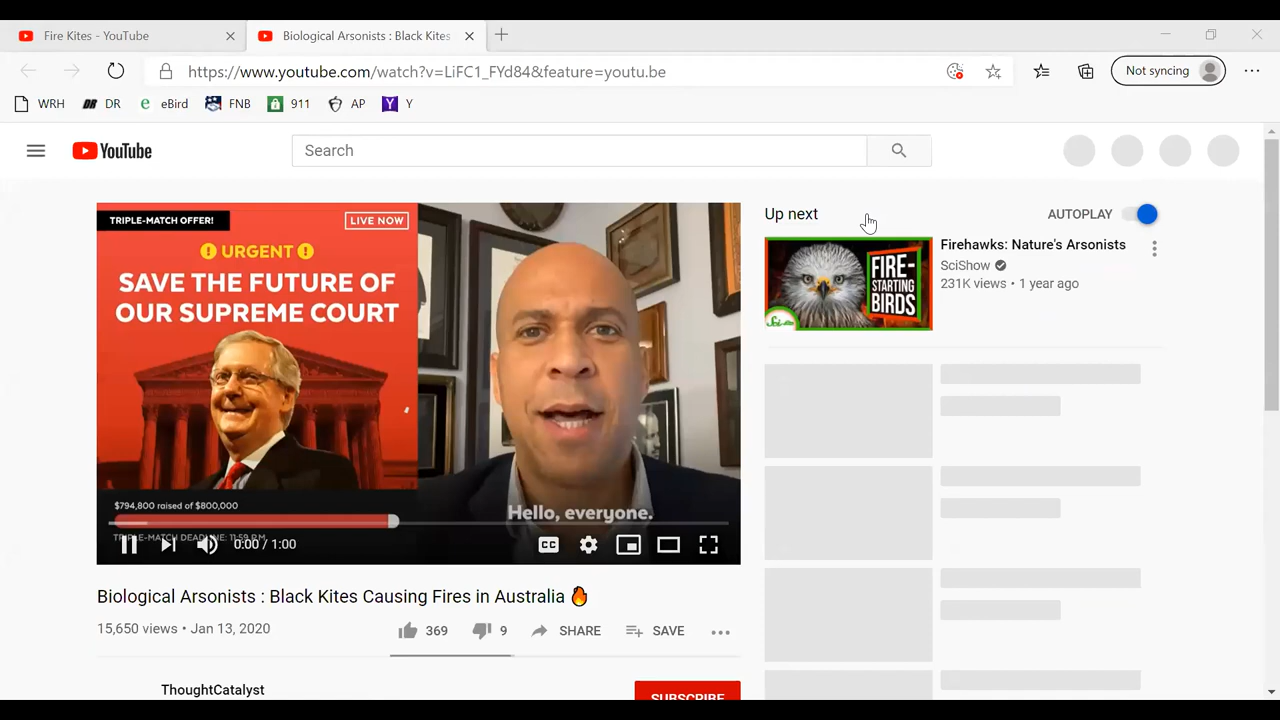 Fire Kites - YouTube
Biological Arsonists : Black Kites
https://www.youtube.com/watch?v=LiFC1_FYd84&feature=youtu.be
Not syncing
WRH DR eBird FNB 911 AP Y
YouTube
Search
TRIPLE-MATCH OFFER!
LIVE NOW
URGENT
SAVE THE FUTURE OF
OUR SUPREME COURT
$794,800 raised of $800,000
TRIPLE-MATCH DEADLINE: 11:59 P.M.
Hello, everyone.
0:00 / 1:00
CC
Up next
AUTOPLAY
FIRE-
STARTING
BIRDS
Sci
Firehawks: Nature's Arsonists
SciShow
231K views • 1 year ago
Biological Arsonists : Black Kites Causing Fires in Australia 🔥
15,650 views • Jan 13, 2020
369
9
SHARE
SAVE
ThoughtCatalyst
SUBSCRIBE